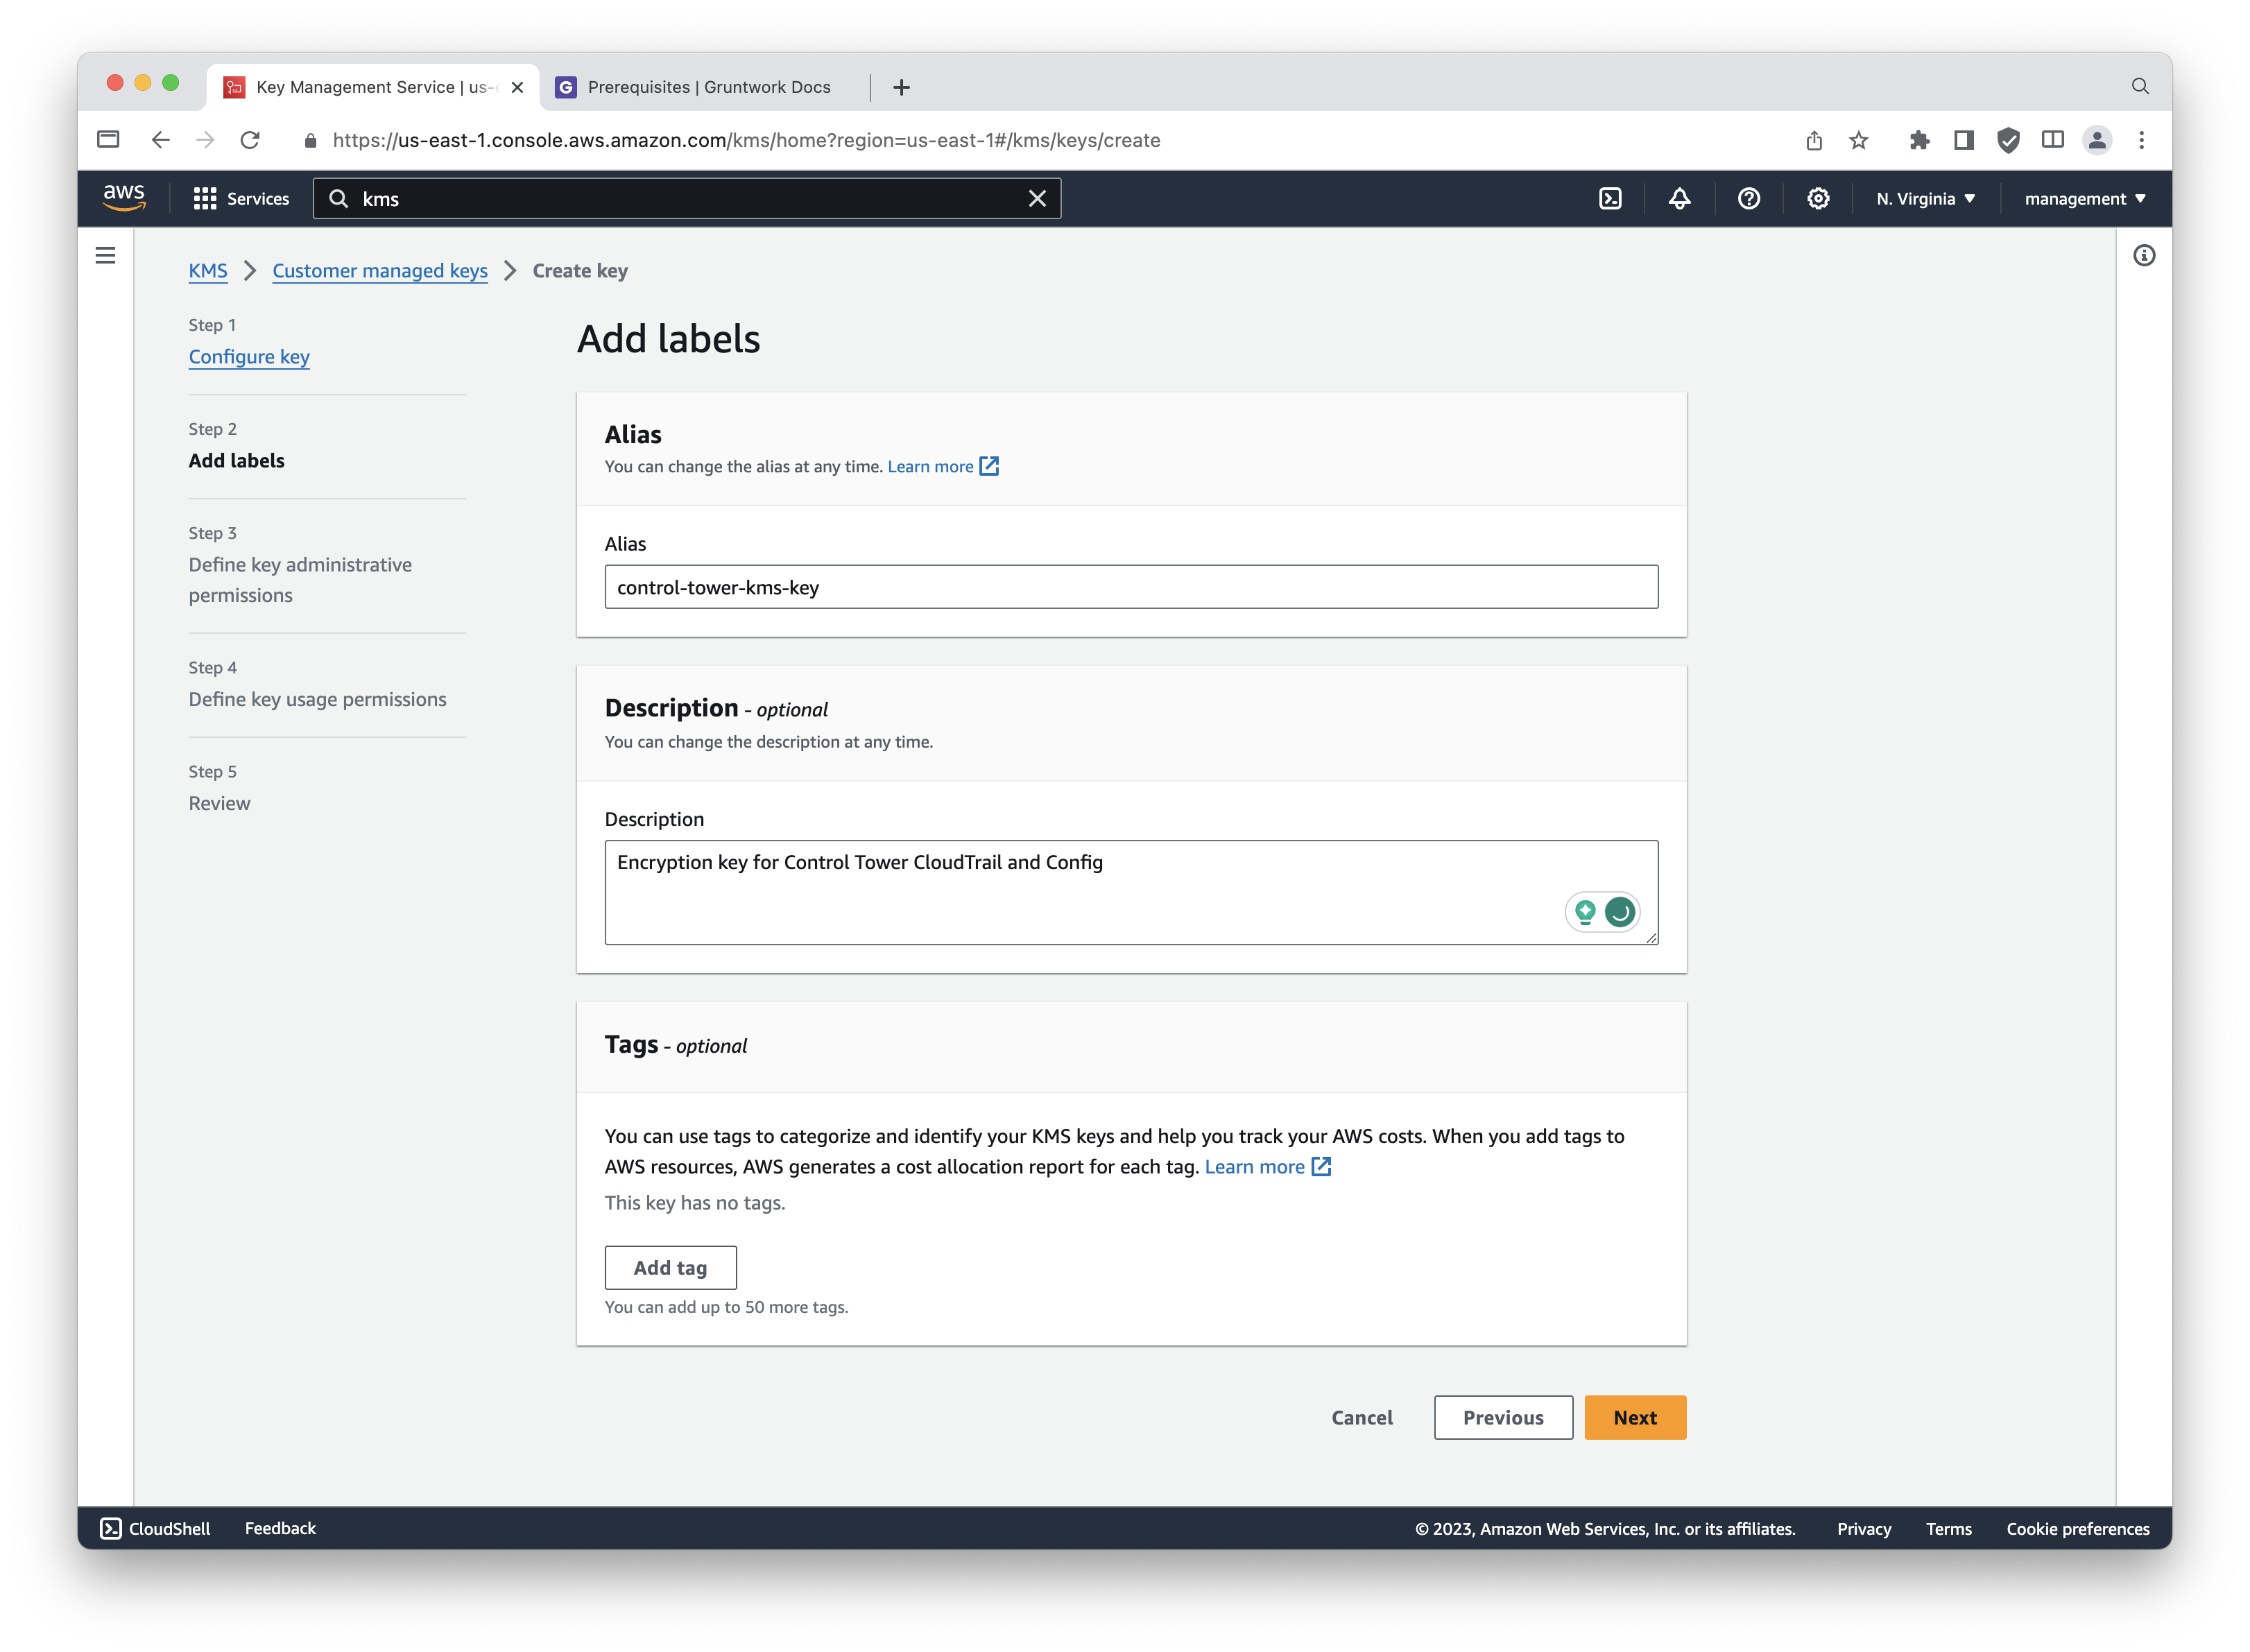 Key Management Service | us-e
Prerequisites | Gruntwork Docs
https://us-east-1.console.aws.amazon.com/kms/home?region=us-east-1#/kms/keys/create
aws
Services
kms
N. Virginia
management
KMS
Customer managed keys
Create key
Step 1
Configure key
Step 2
Add labels
Step 3
Define key administrative
permissions
Step 4
Define key usage permissions
Step 5
Review
Add labels
Alias
You can change the alias at any time. Learn more
Alias
control-tower-kms-key
Description - optional
You can change the description at any time.
Description
Encryption key for Control Tower CloudTrail and Config
Tags - optional
You can use tags to categorize and identify your KMS keys and help you track your AWS costs. When you add tags to
AWS resources, AWS generates a cost allocation report for each tag. Learn more
This key has no tags.
Add tag
You can add up to 50 more tags.
Cancel
Previous
Next
CloudShell
Feedback
© 2023, Amazon Web Services, Inc. or its affiliates.
Privacy
Terms
Cookie preferences